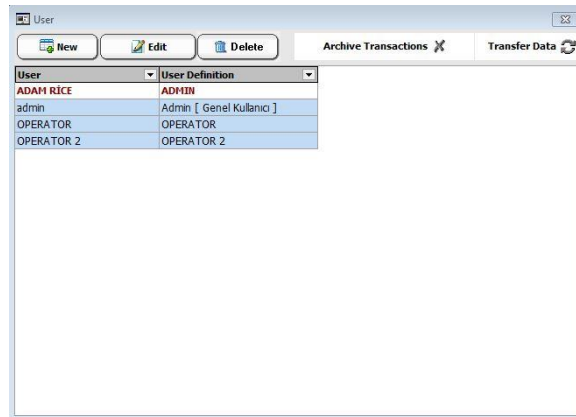 User
New Edit Delete Archive Transactions Transfer Data
User User Definition
ADAM RİCE ADMIN
admin Admin [ Genel Kullanıcı ]
OPERATOR OPERATOR
OPERATOR 2 OPERATOR 2